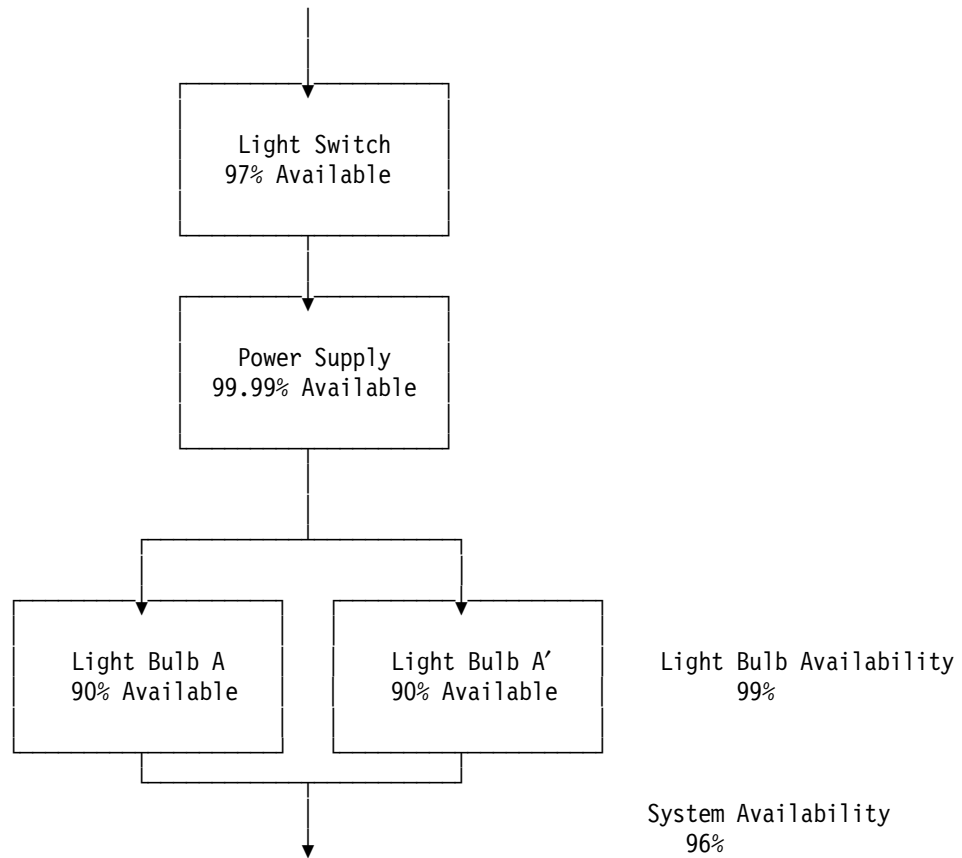 Light Switch
97% Available
Power Supply
99.99% Available
Light Bulb A
90% Available
Light Bulb A′
90% Available
Light Bulb Availability
99%
System Availability
96%